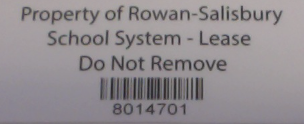 Property of Rowan-Salisbury
School System - Lease
Do Not Remove
8014701